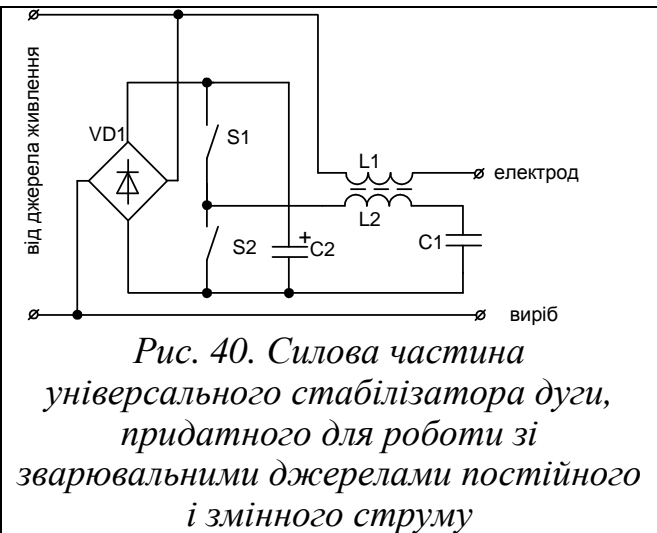 від джерела живлення
VD1
S1
L1
електрод
L2
S2
+
C2
C1
виріб
Рис. 40. Силова частина
універсального стабілізатора дуги,
придатного для роботи зі
зварювальними джерелами постійного
і змінного струму